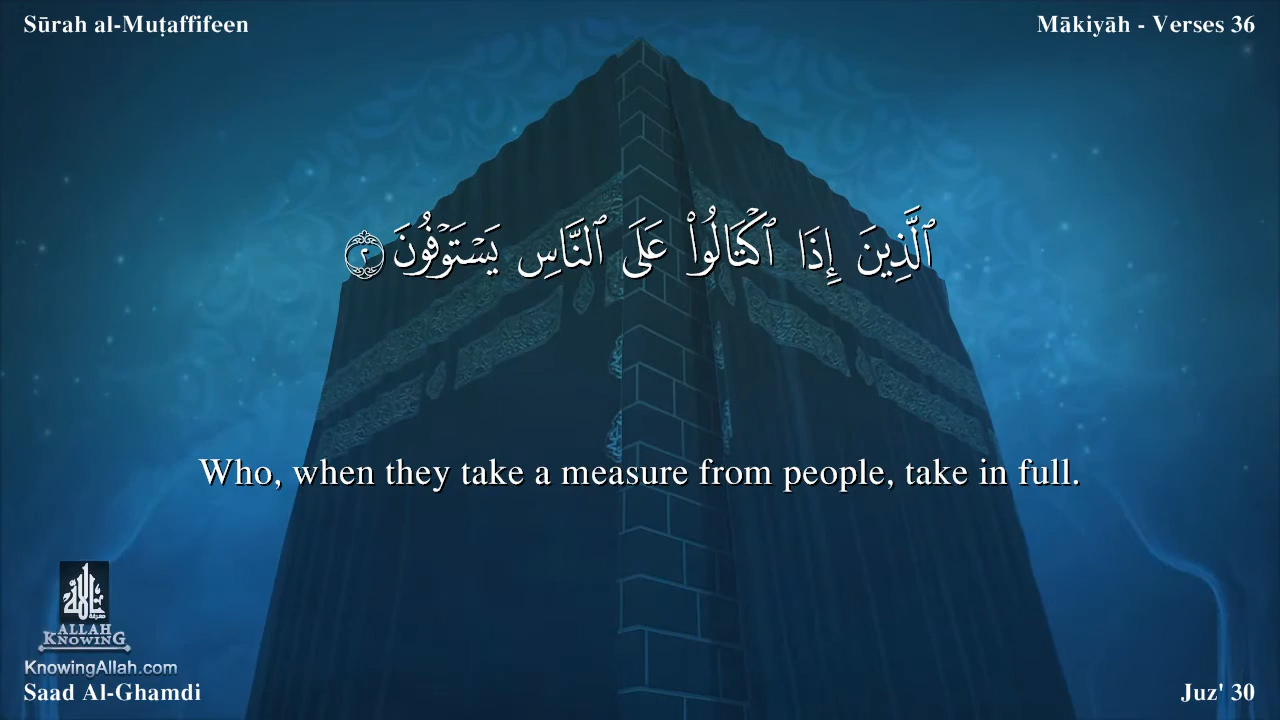 Sūrah al-Muṭaffifeen
Mākiyāh - Verses 36
ٱلَّذِينَ إِذَا ٱكْتَالُوا۟ عَلَى ٱلنَّاسِ يَسْتَوْفُونَ ٢
Who, when they take a measure from people, take in full.
ALLAH
KNOWING
KnowingAllah.com
Saad Al-Ghamdi
Juz' 30